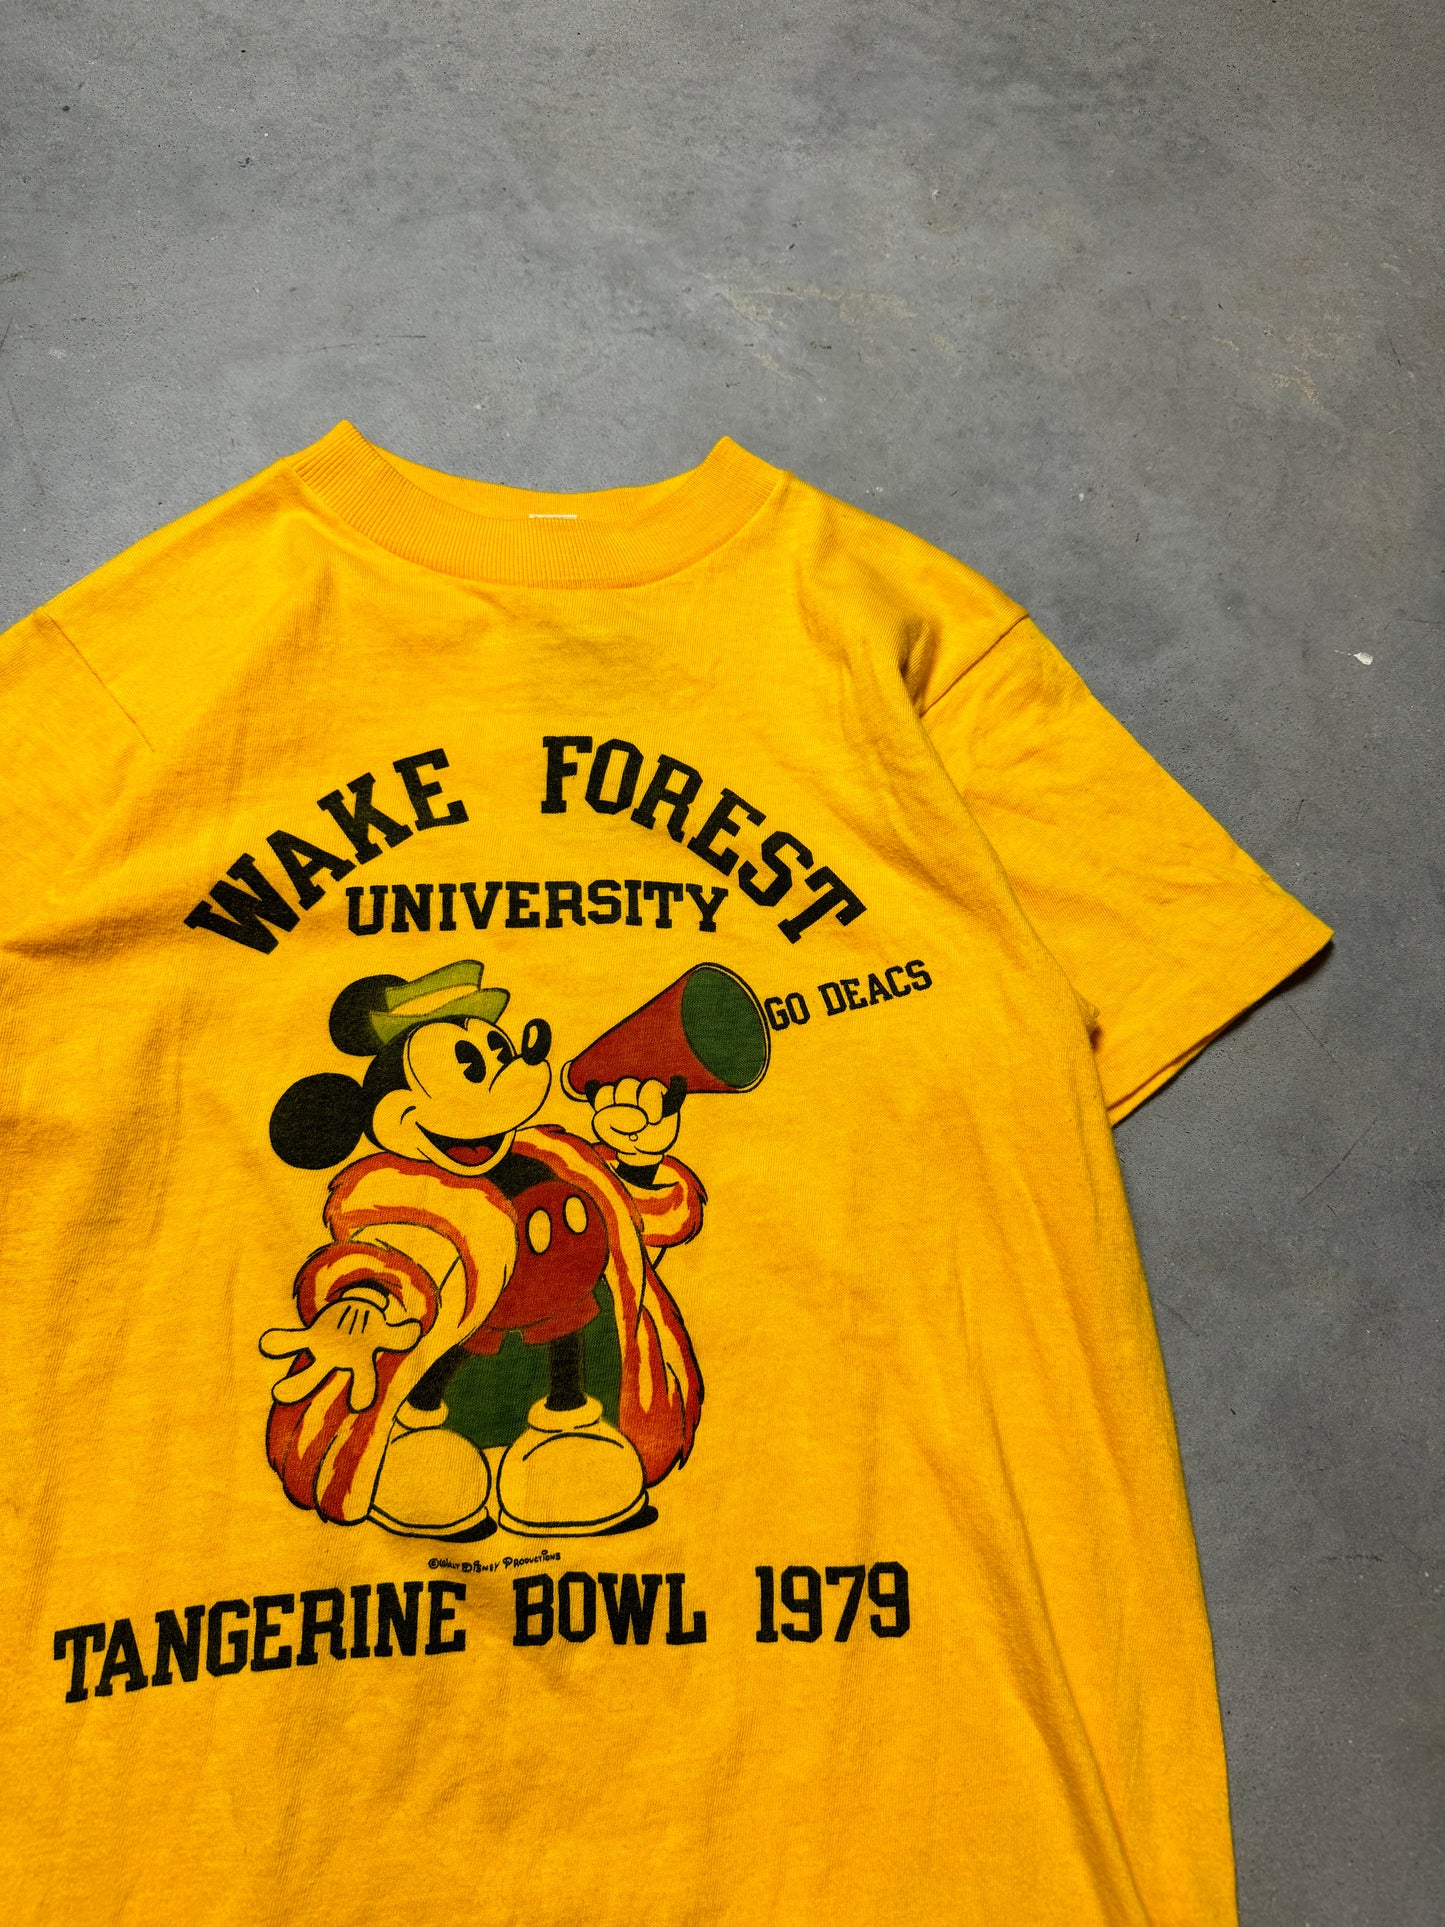 WAKE FOREST
UNIVERSITY
GO DEACS
©WALT DISNEY PRODUCTIONS
TANGERINE BOWL 1979